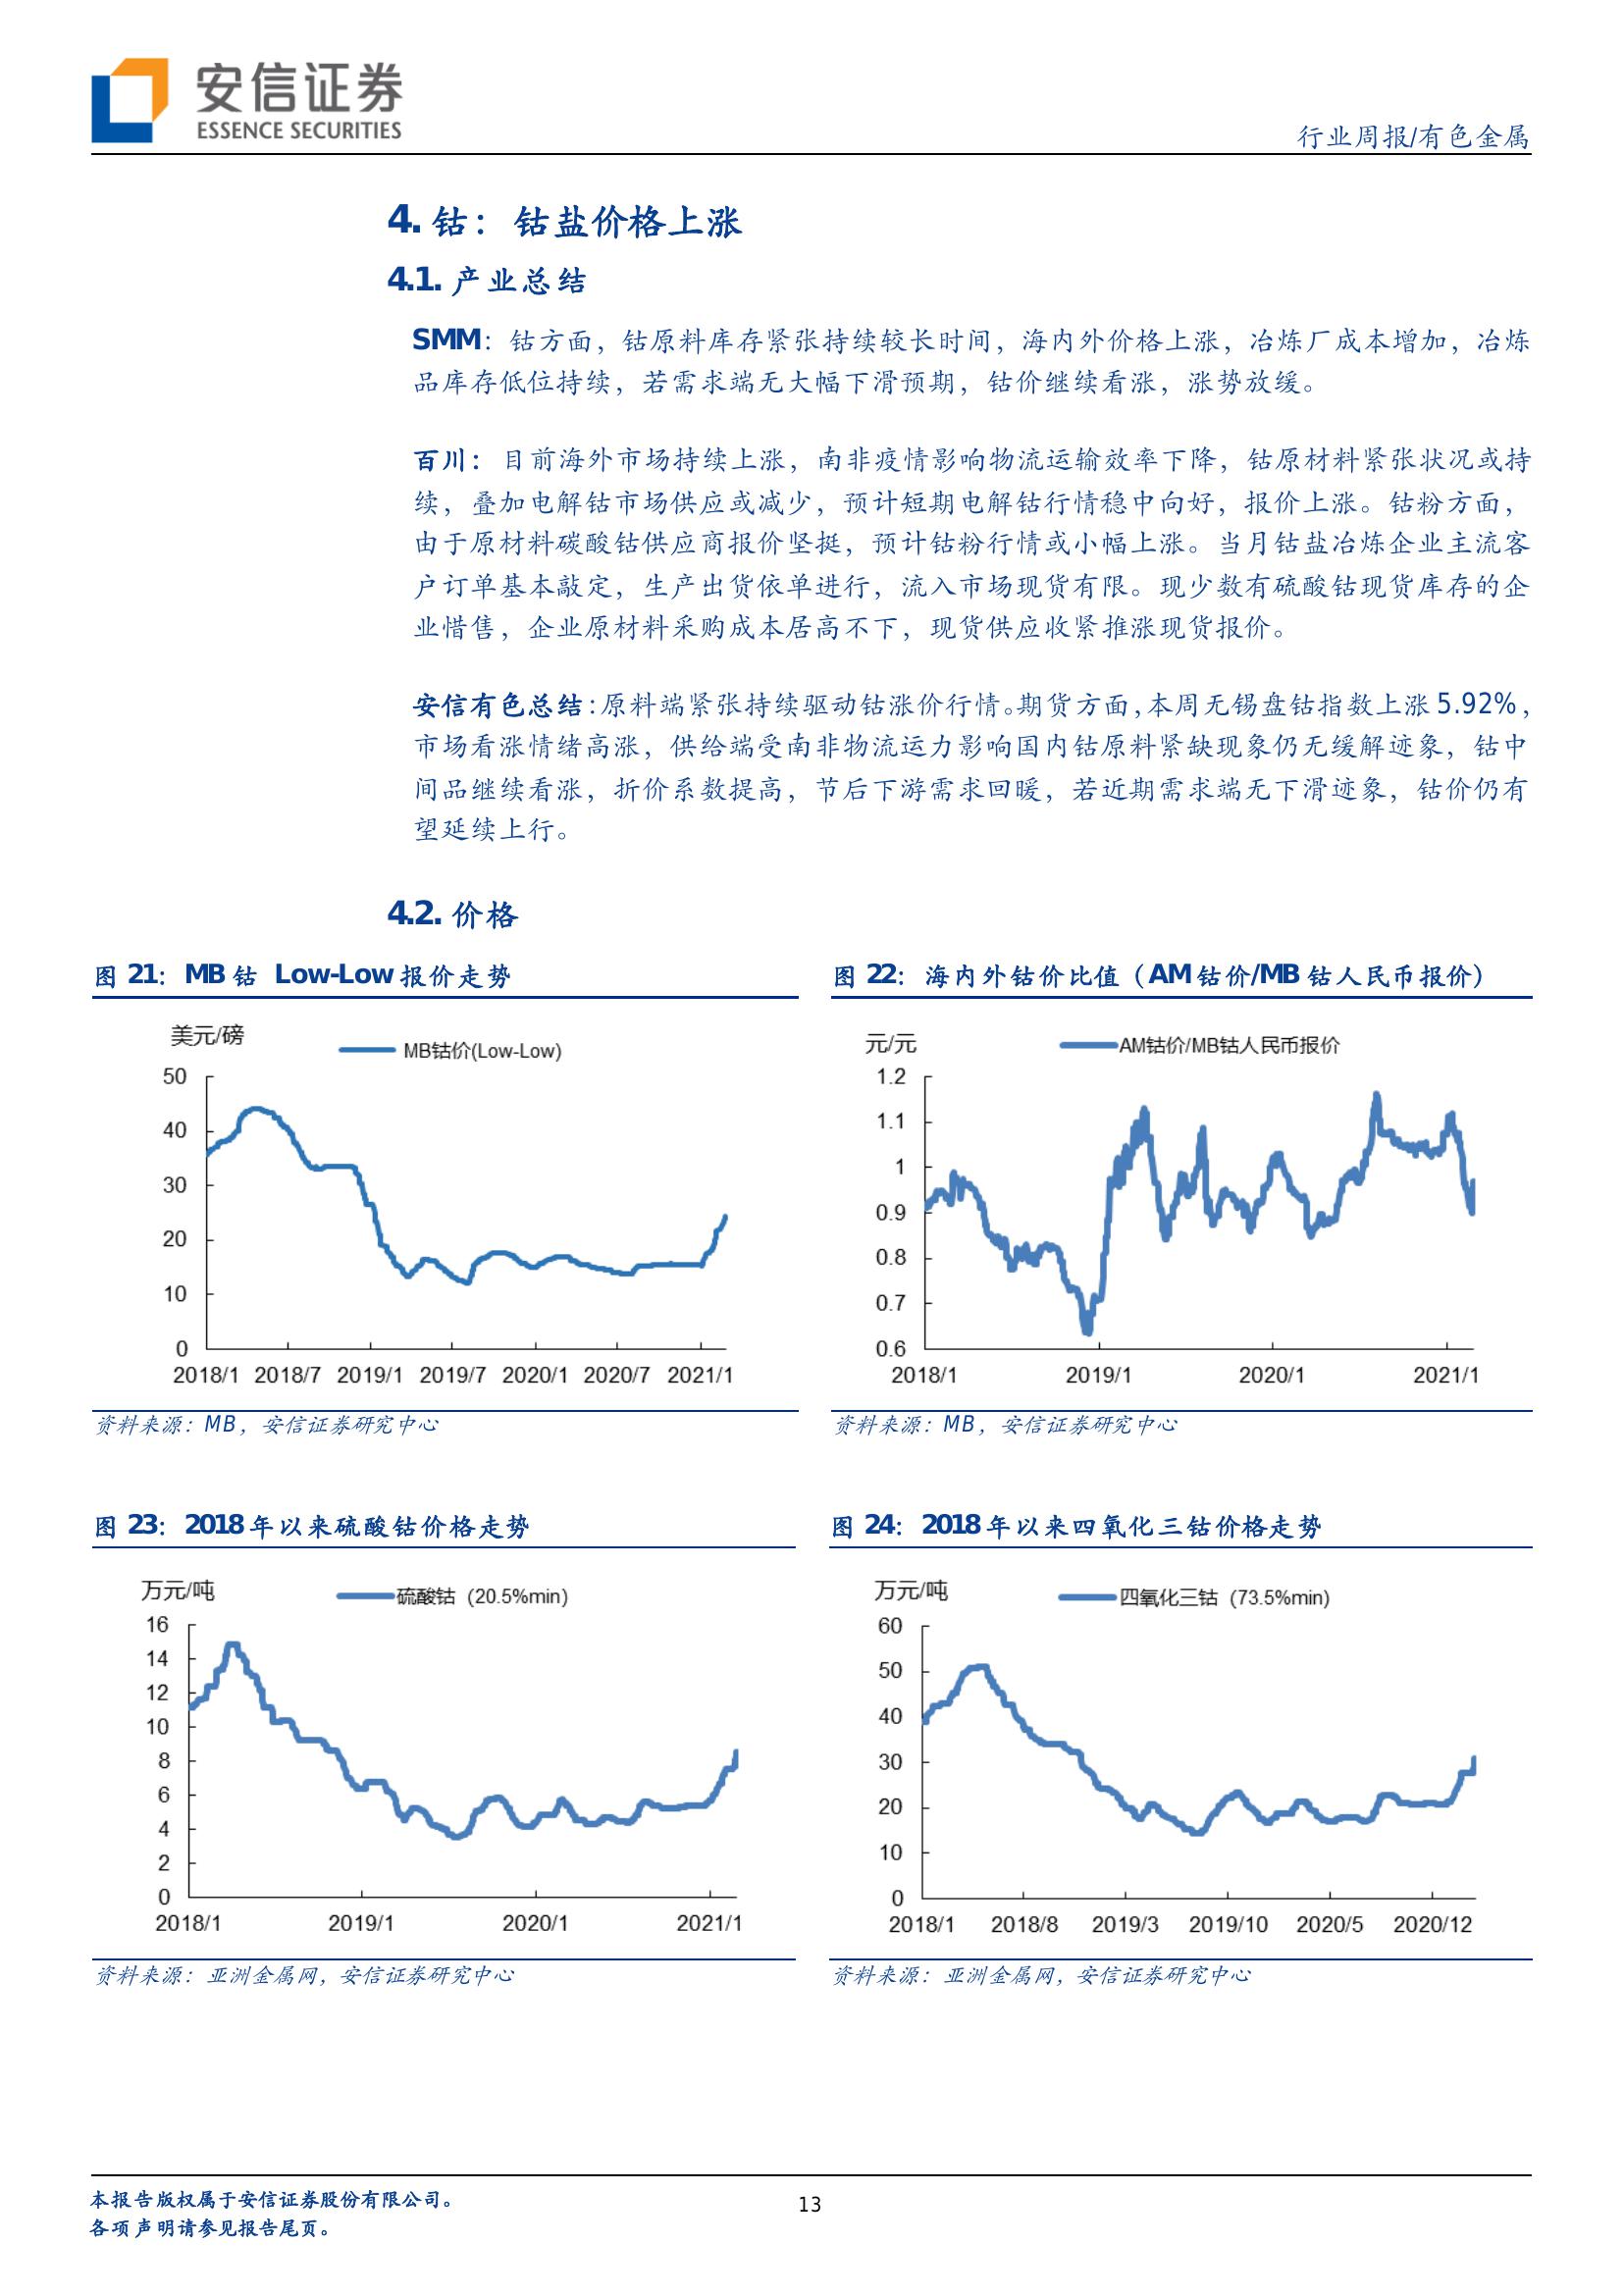 安信证券
ESSENCE SECURITIES
行业周报/有色金属
4. 钴：钴盐价格上涨
4.1. 产业总结
SMM：钴方面，钴原料库存紧张持续较长时间，海内外价格上涨，冶炼厂成本增加，冶炼
品库存低位持续，若需求端无大幅下滑预期，钴价继续看涨，涨势放缓。
百川：目前海外市场持续上涨，南非疫情影响物流运输效率下降，钴原材料紧张状况或持
续，叠加电解钴市场供应或减少，预计短期电解钴行情稳中向好，报价上涨。钴粉方面，
由于原材料碳酸钴供应商报价坚挺，预计钴粉行情或小幅上涨。当月钴盐冶炼企业主流客
户订单基本敲定，生产出货依单进行，流入市场现货有限。现少数有硫酸钴现货库存的企
业惜售，企业原材料采购成本居高不下，现货供应收紧推涨现货报价。
安信有色总结：原料端紧张持续驱动钴涨价行情。期货方面，本周无锡盘钴指数上涨 5.92%，
市场看涨情绪高涨，供给端受南非物流运力影响国内钴原料紧缺现象仍无缓解迹象，钴中
间品继续看涨，折价系数提高，节后下游需求回暖，若近期需求端无下滑迹象，钴价仍有
望延续上行。
4.2. 价格
图 21：MB 钴 Low-Low 报价走势
美元/磅
MB钴价(Low-Low)
50
40
30
20
10
0
2018/1 2018/7 2019/1 2019/7 2020/1 2020/7 2021/1
资料来源：MB，安信证券研究中心
图 22：海内外钴价比值（AM 钴价/MB 钴人民币报价）
元/元
AM钴价/MB钴人民币报价
1.2
1.1
1
0.9
0.8
0.7
0.6
2018/1 2019/1 2020/1 2021/1
资料来源：MB，安信证券研究中心
图 23：2018 年以来硫酸钴价格走势
万元/吨
硫酸钴（20.5%min)
16
14
12
10
8
6
4
2
0
2018/1 2019/1 2020/1 2021/1
资料来源：亚洲金属网，安信证券研究中心
图 24：2018 年以来四氧化三钴价格走势
万元/吨
四氧化三钴（73.5%min)
60
50
40
30
20
10
0
2018/1 2018/8 2019/3 2019/10 2020/5 2020/12
资料来源：亚洲金属网，安信证券研究中心
本报告版权属于安信证券股份有限公司。
各项声明请参见报告尾页。
13